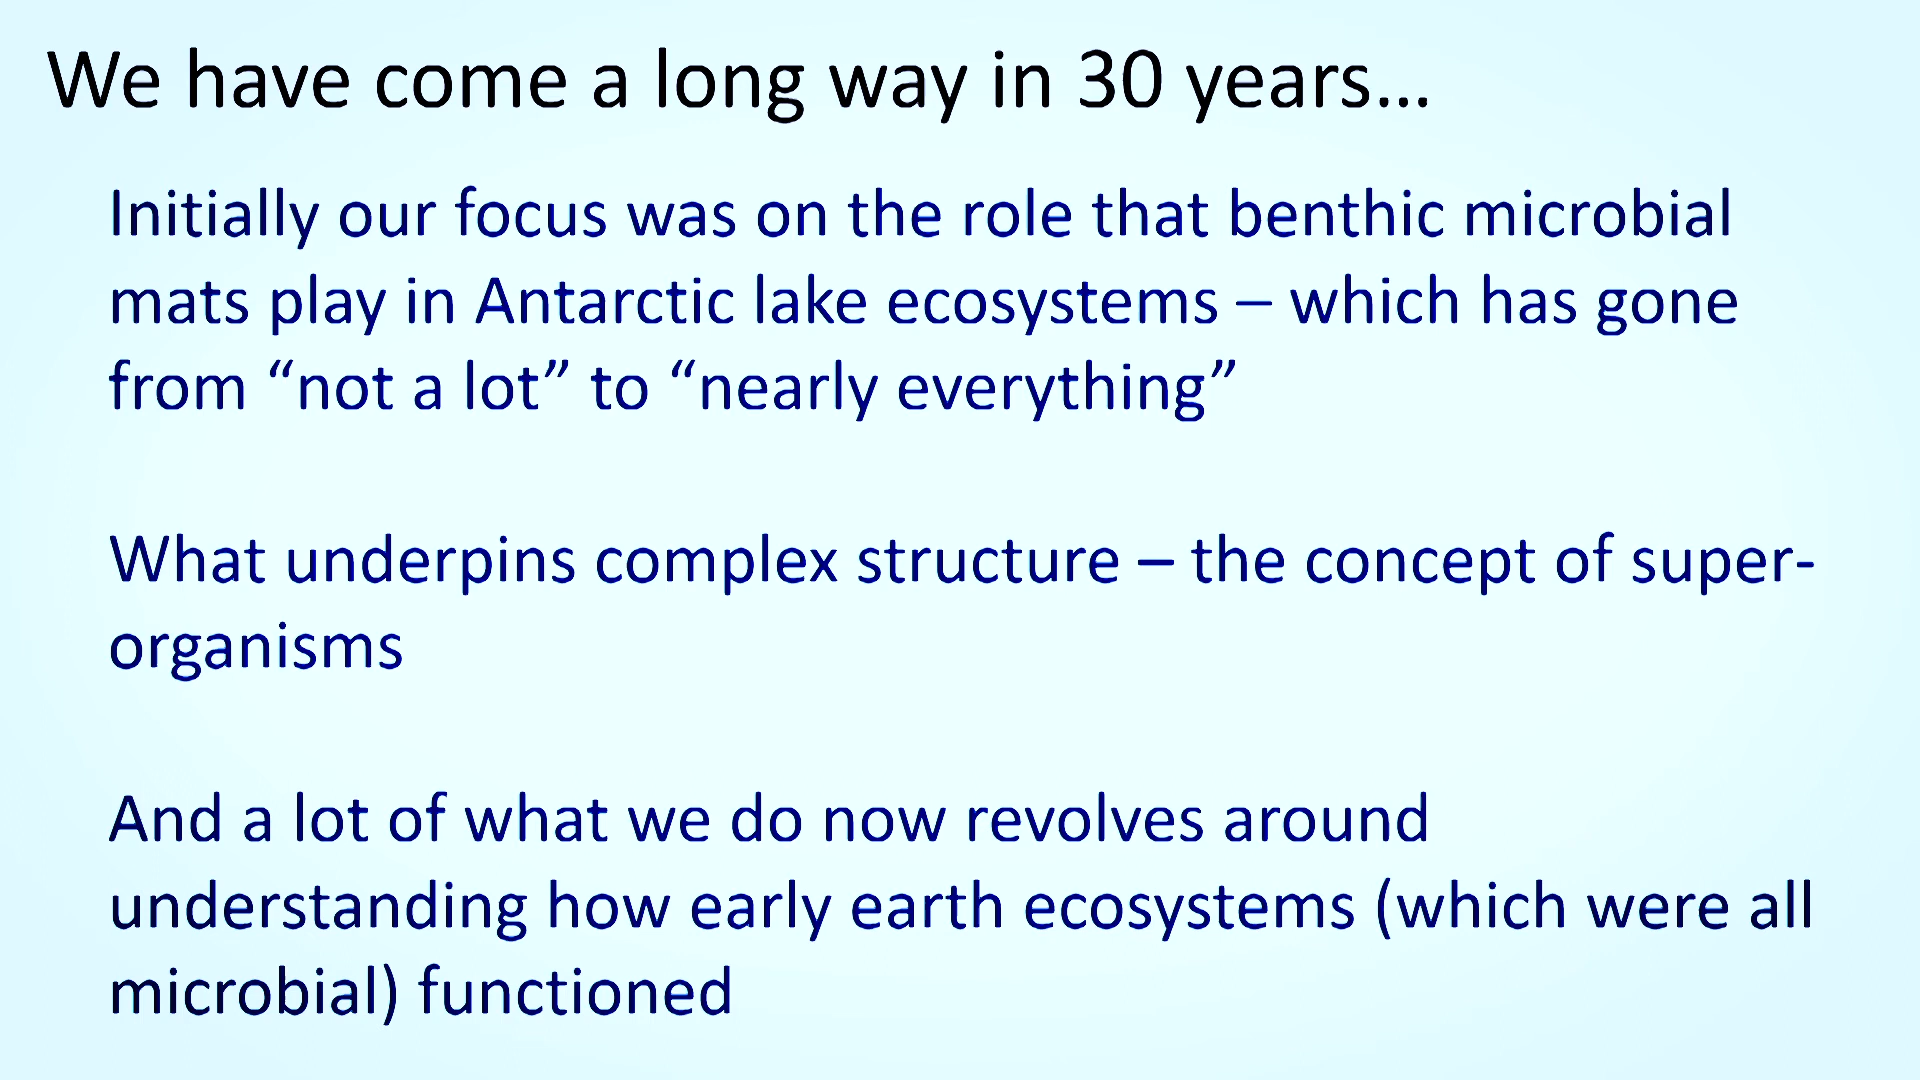 We have come a long way in 30 years…
Initially our focus was on the role that benthic microbial
mats play in Antarctic lake ecosystems – which has gone
from “not a lot” to “nearly everything”
What underpins complex structure – the concept of super-
organisms
And a lot of what we do now revolves around
understanding how early earth ecosystems (which were all
microbial) functioned